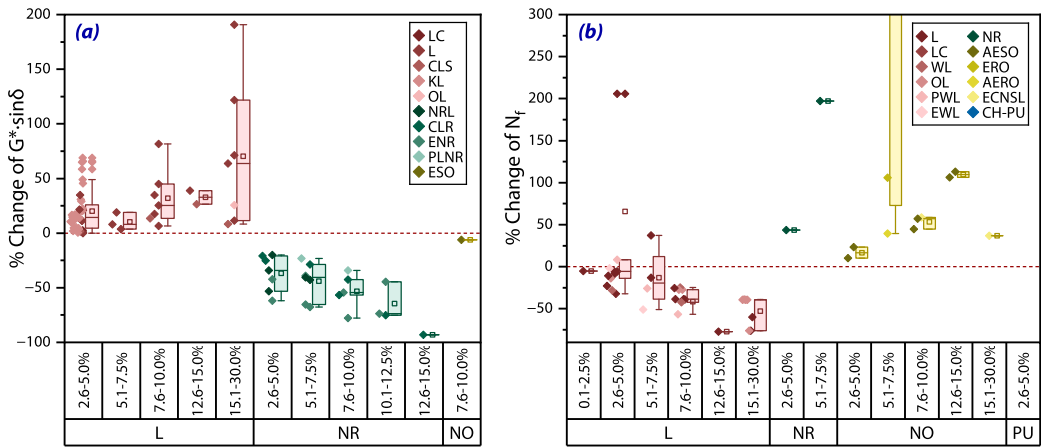 (a)
% Change of G*·sinδ
200
150
100
50
0
−50
−100
LC
L
CLS
KL
OL
NRL
CLR
ENR
PLNR
ESO
2.6-5.0%
5.1-7.5%
7.6-10.0%
12.6-15.0%
15.1-30.0%
2.6-5.0%
5.1-7.5%
7.6-10.0%
10.1-12.5%
12.6-15.0%
7.6-10.0%
L
NR
NO
(b)
% Change of Nf
300
250
200
150
100
50
0
−50
L
LC
WL
OL
PWL
EWL
NR
AESO
ERO
AERO
ECNSL
CH-PU
0.1-2.5%
2.6-5.0%
5.1-7.5%
7.6-10.0%
12.6-15.0%
15.1-30.0%
2.6-5.0%
5.1-7.5%
2.6-5.0%
5.1-7.5%
7.6-10.0%
12.6-15.0%
15.1-30.0%
2.6-5.0%
L
NR
NO
PU